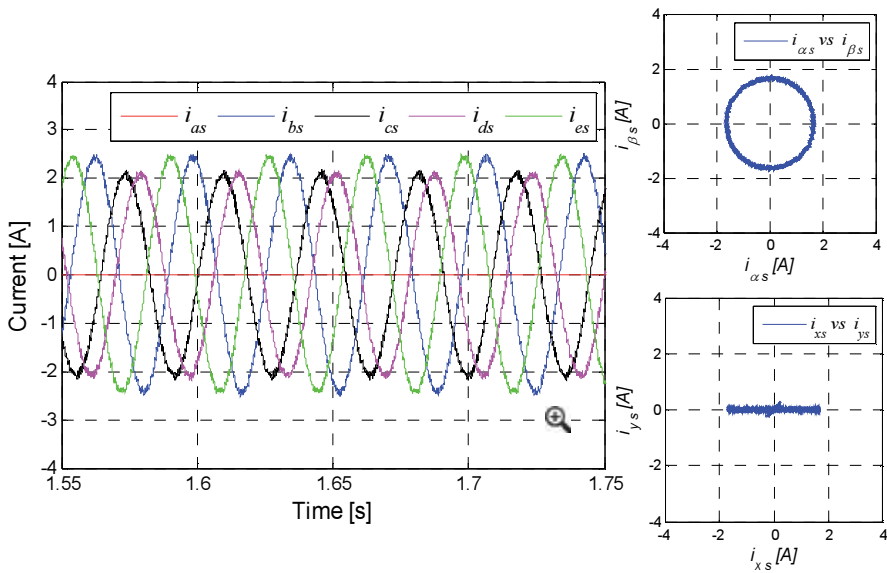 4
3
2
1
0
-1
-2
-3
-4
Current [A]
i_as i_bs i_cs i_ds i_es
1.55 1.6 1.65 1.7 1.75
Time [s]
i_αs vs i_βs
4
2
0
-2
-4
i_βs [A]
-4 -2 0 2 4
i_αs [A]
i_xs vs i_ys
4
2
0
-2
-4
i_ys [A]
-4 -2 0 2 4
i_xs [A]